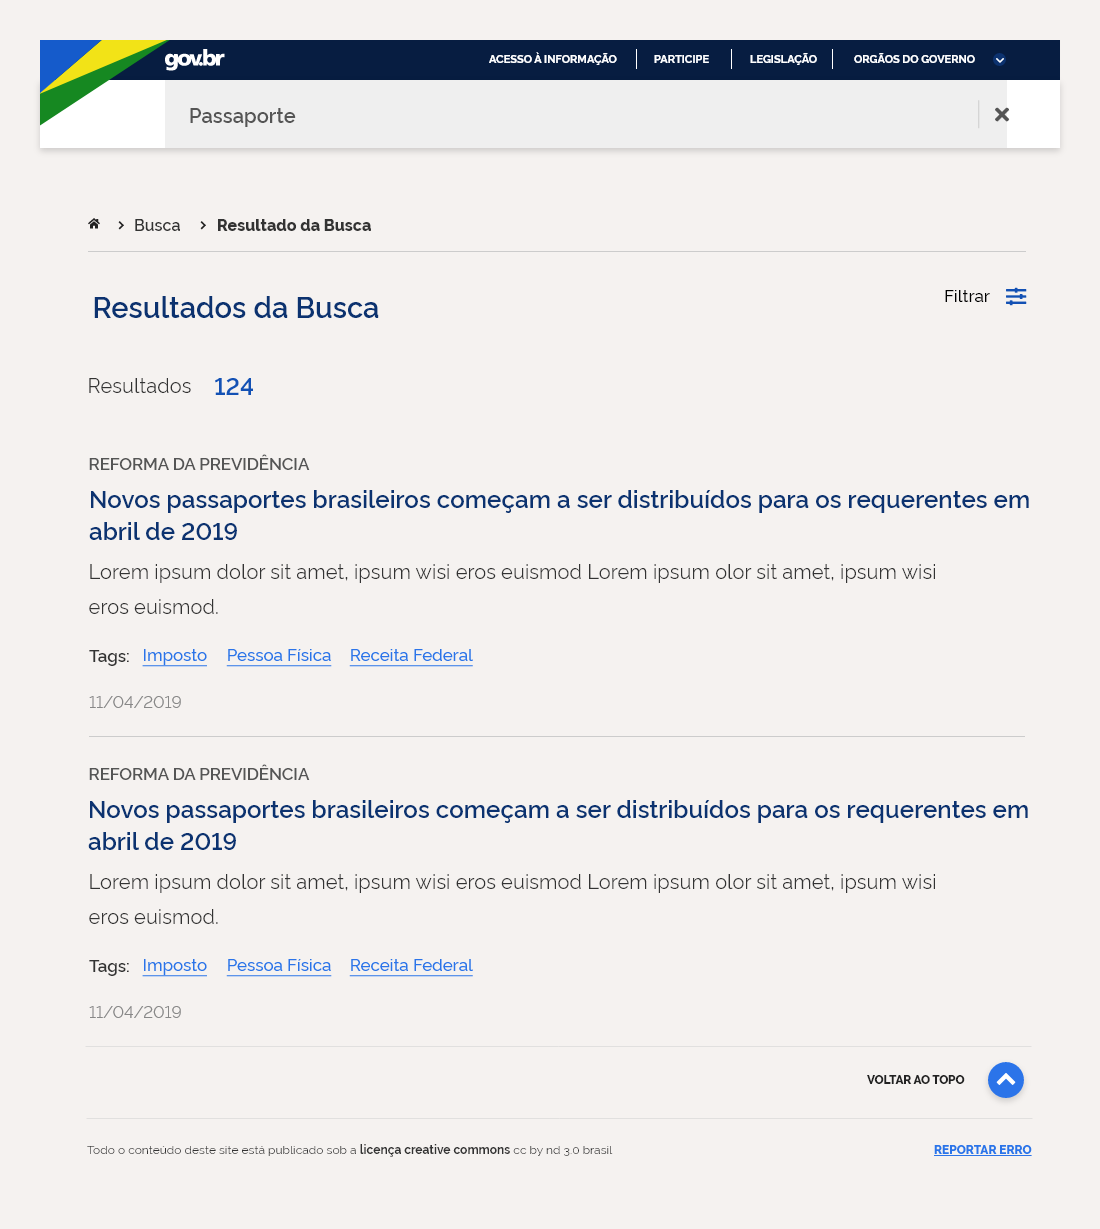 gov.br
ACESSO À INFORMAÇÃO PARTICIPE LEGISLAÇÃO ORGÃOS DO GOVERNO
Passaporte
Busca Resultado da Busca
Resultados da Busca
Filtrar
Resultados 124
REFORMA DA PREVIDÊNCIA
Novos passaportes brasileiros começam a ser distribuídos para os requerentes em
abril de 2019
Lorem ipsum dolor sit amet, ipsum wisi eros euismod Lorem ipsum olor sit amet, ipsum wisi
eros euismod.
Tags: Imposto Pessoa Física Receita Federal
11/04/2019
REFORMA DA PREVIDÊNCIA
Novos passaportes brasileiros começam a ser distribuídos para os requerentes em
abril de 2019
Lorem ipsum dolor sit amet, ipsum wisi eros euismod Lorem ipsum olor sit amet, ipsum wisi
eros euismod.
Tags: Imposto Pessoa Física Receita Federal
11/04/2019
VOLTAR AO TOPO
Todo o conteúdo deste site está publicado sob a licença creative commons cc by nd 3.0 brasil
REPORTAR ERRO